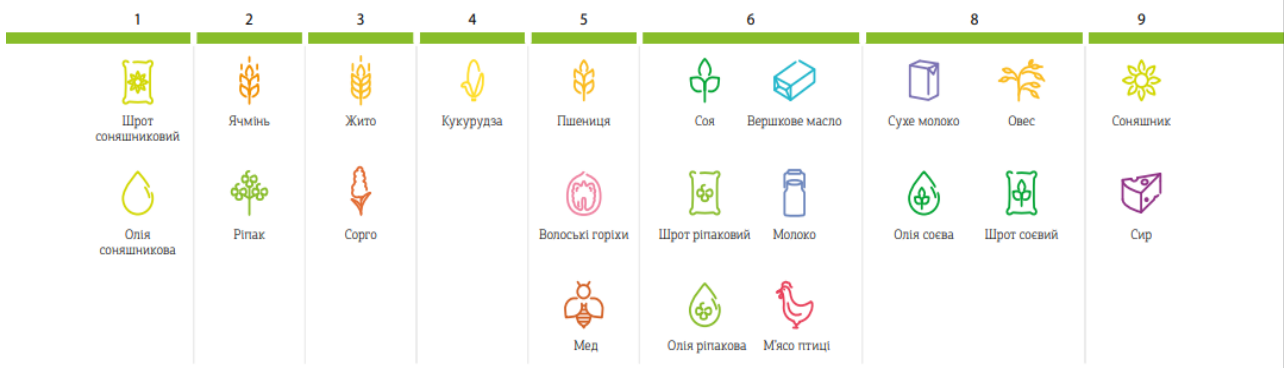 1 2 3 4 5 6 8 9
Шрот
соняшниковий
Ячмінь
Жито
Кукурудза
Пшениця
Соя
Вершкове масло
Сухе молоко
Овес
Соняшник
Олія
соняшникова
Ріпак
Сорго
Волоські горіхи
Шрот ріпаковий
Молоко
Олія соєва
Шрот соєвий
Сир
Мед
Олія ріпакова
М'ясо птиці